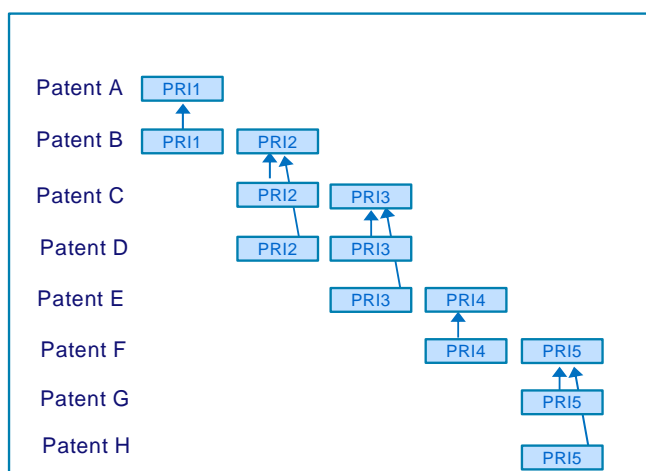 Patent A PRI1
Patent B PRI1 PRI2
Patent C PRI2 PRI3
Patent D PRI2 PRI3
Patent E PRI3 PRI4
Patent F PRI4 PRI5
Patent G PRI5
Patent H PRI5